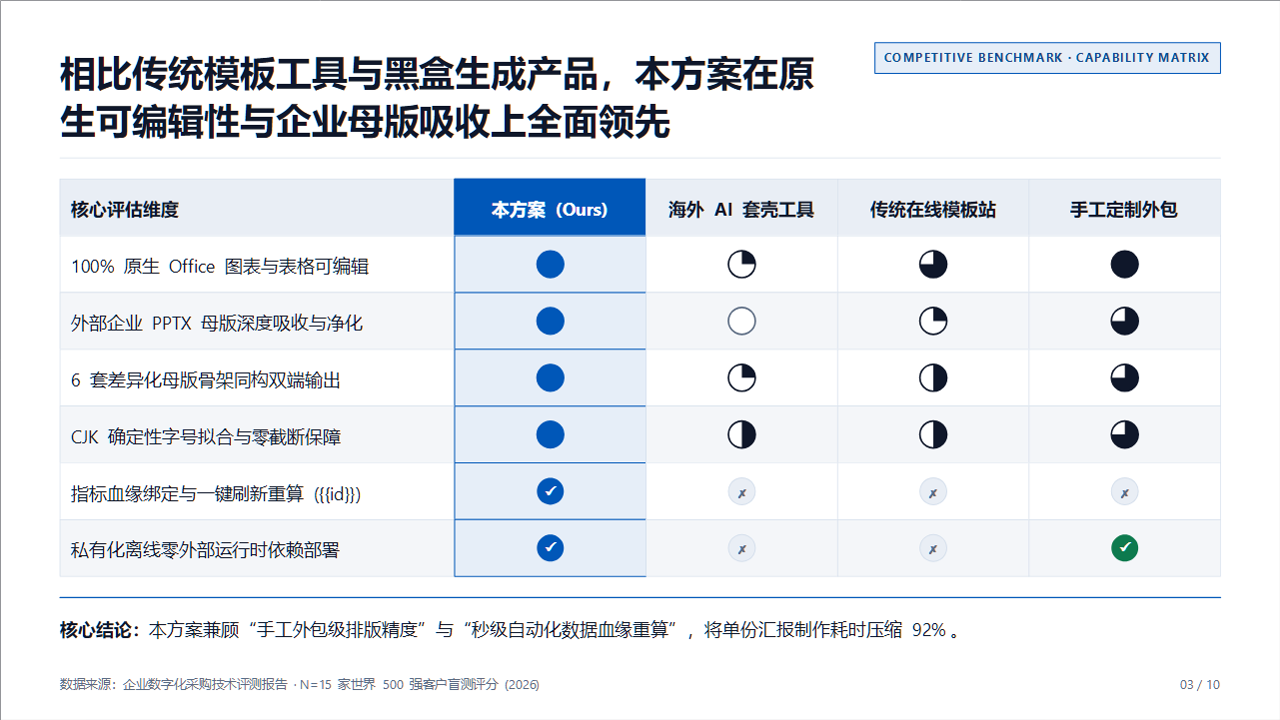 相比传统模板工具与黑盒生成产品，本方案在原
生可编辑性与企业母版吸收上全面领先
COMPETITIVE BENCHMARK · CAPABILITY MATRIX
核心评估维度 本方案（Ours） 海外 AI 套壳工具 传统在线模板站 手工定制外包
100% 原生 Office 图表与表格可编辑
外部企业 PPTX 母版深度吸收与净化
6 套差异化母版骨架同构双端输出
CJK 确定性字号拟合与零截断保障
指标血缘绑定与一键刷新重算（{{id}}） ✓ ✗ ✗ ✗
私有化离线零外部运行时依赖部署 ✓ ✗ ✗ ✓
核心结论：本方案兼顾“手工外包级排版精度”与“秒级自动化数据血缘重算”，将单份汇报制作耗时压缩 92%。
数据来源：企业数字化采购技术评测报告 · N=15 家世界 500 强客户盲测评分 (2026)
03 / 10